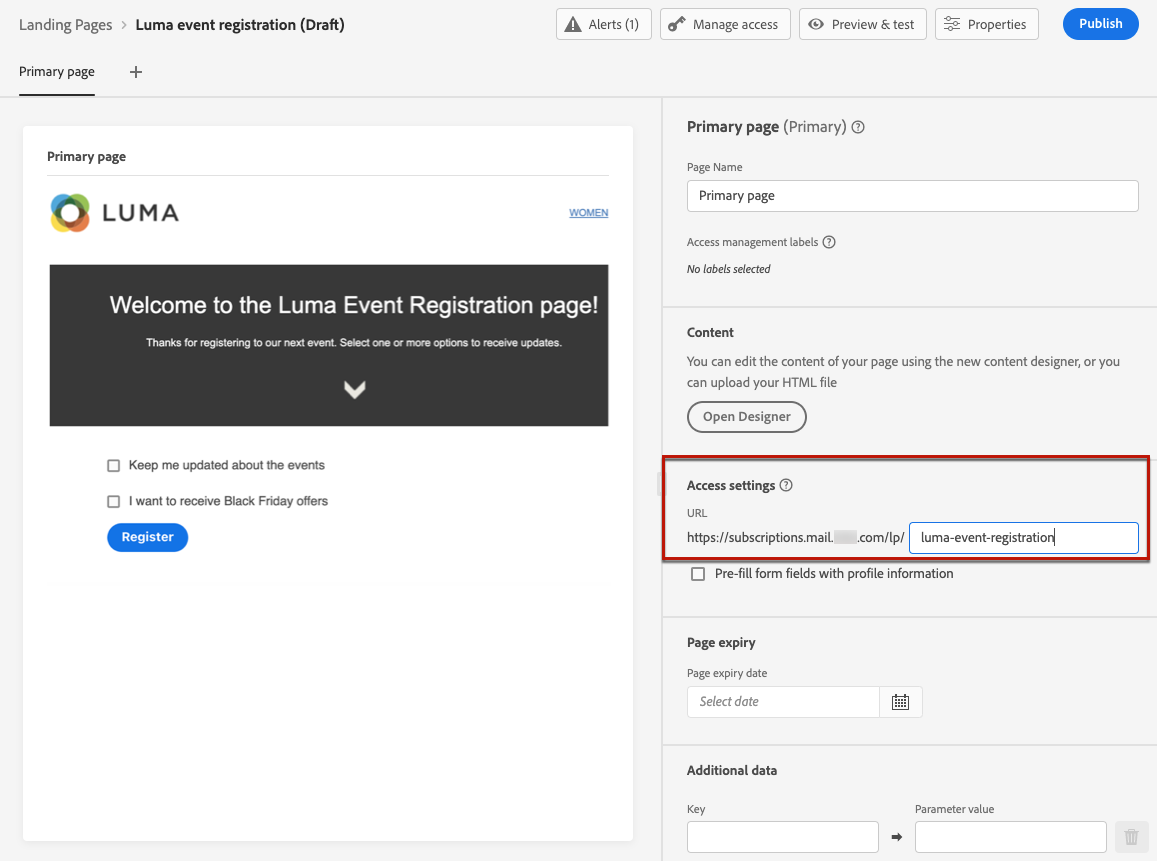 Landing Pages > Luma event registration (Draft)
Alerts (1)
Manage access
Preview & test
Properties
Publish
Primary page
Primary page
LUMA
WOMEN
Welcome to the Luma Event Registration page!
Thanks for registering to our next event. Select one or more options to receive updates.
Keep me updated about the events
I want to receive Black Friday offers
Register
Primary page (Primary)
Page Name
Primary page
Access management labels
No labels selected
Content
You can edit the content of your page using the new content designer, or you
can upload your HTML file
Open Designer
Access settings
URL
https://subscriptions.mail. .com/lp/ luma-event-registration
Pre-fill form fields with profile information
Page expiry
Page expiry date
Select date
Additional data
Key
Parameter value